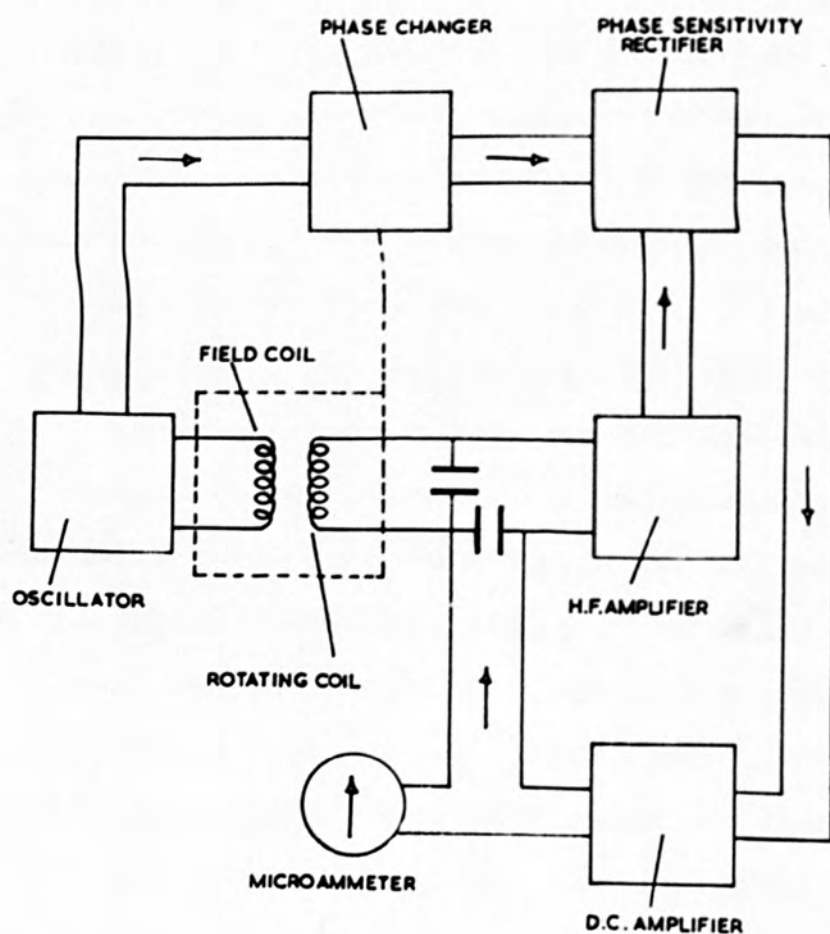 PHASE CHANGER
PHASE SENSITIVITY
RECTIFIER
FIELD COIL
OSCILLATOR
H.F. AMPLIFIER
ROTATING COIL
MICROAMMETER
D.C. AMPLIFIER